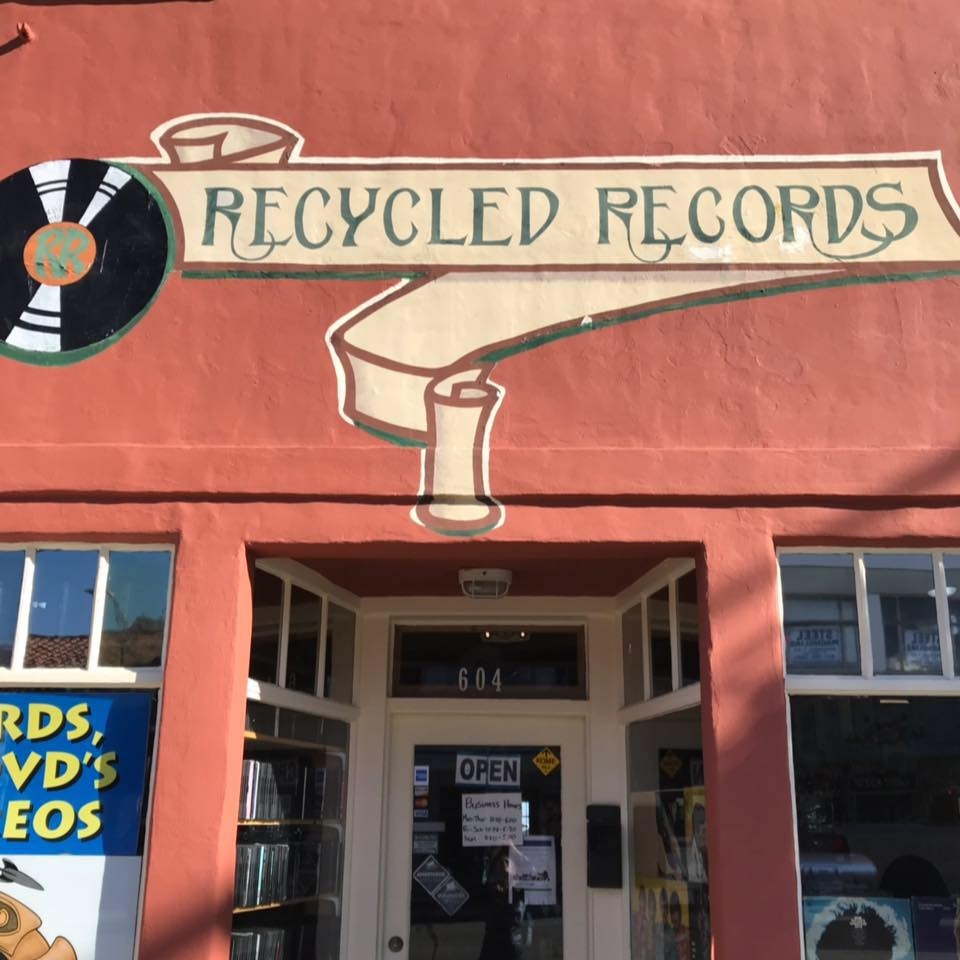 RECYCLED RECORDS
RR
604
RDS,
VD'S
EOS
OPEN
Business Hours